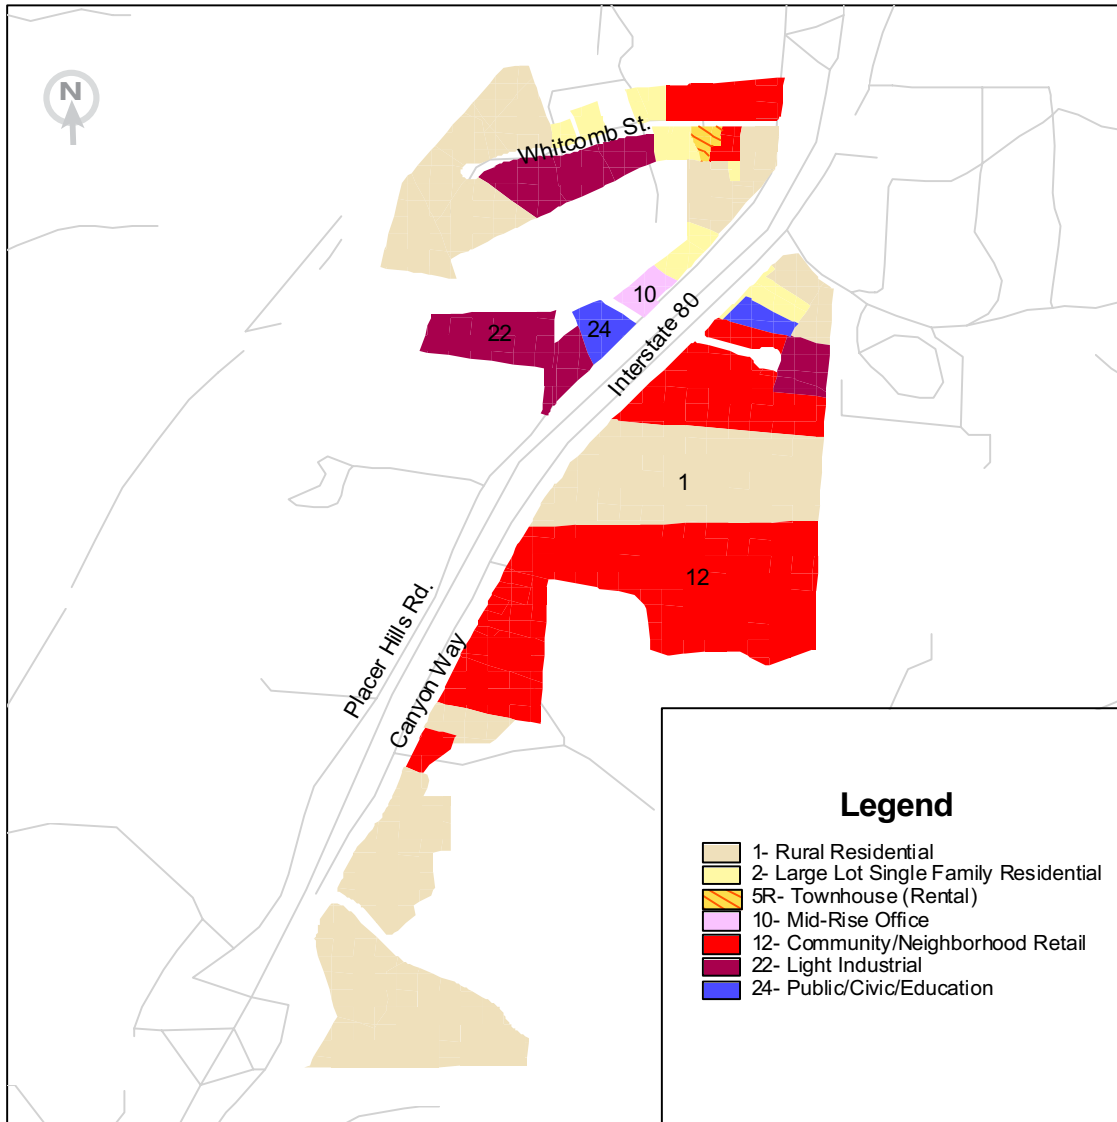 N
Whitcomb St.
10
24
22
Interstate 80
1
12
Placer Hills Rd.
Canyon Way
Legend
1- Rural Residential
2- Large Lot Single Family Residential
5R- Townhouse (Rental)
10- Mid-Rise Office
12- Community/Neighborhood Retail
22- Light Industrial
24- Public/Civic/Education